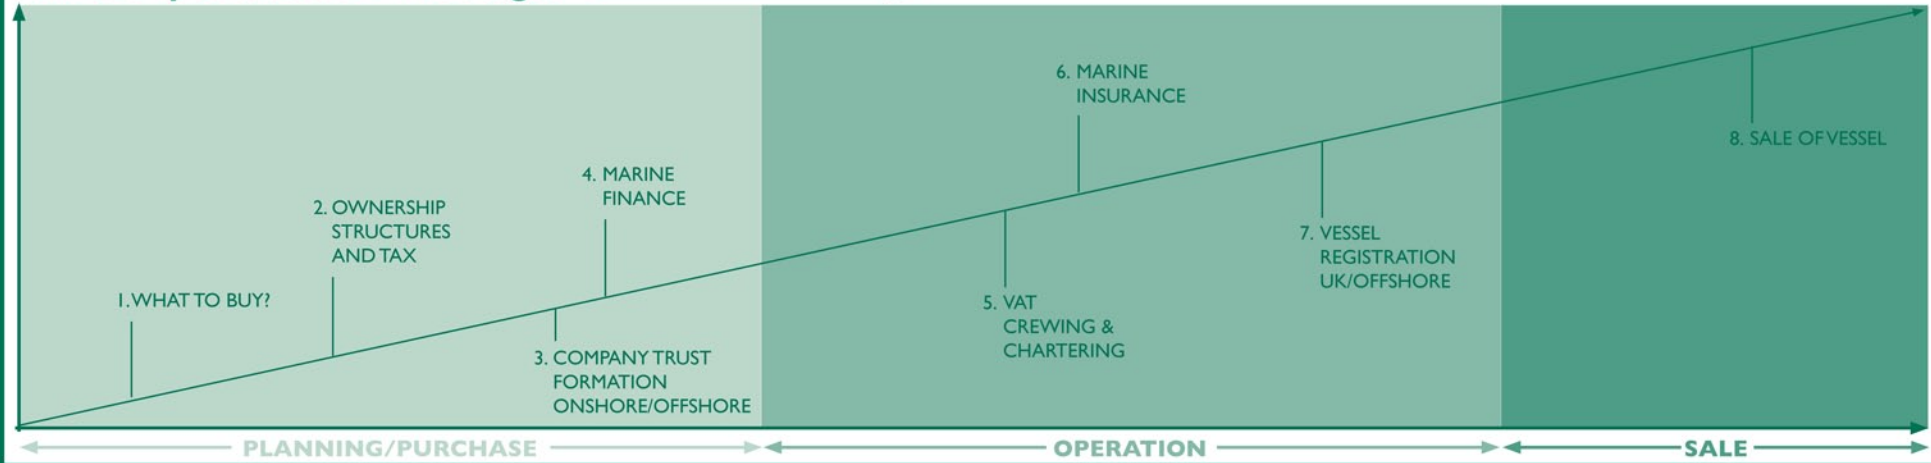 1. WHAT TO BUY?
2. OWNERSHIP
STRUCTURES
AND TAX
3. COMPANY TRUST
FORMATION
ONSHORE/OFFSHORE
4. MARINE
FINANCE
5. VAT
CREWING &
CHARTERING
6. MARINE
INSURANCE
7. VESSEL
REGISTRATION
UK/OFFSHORE
8. SALE OF VESSEL
PLANNING/PURCHASE
OPERATION
SALE